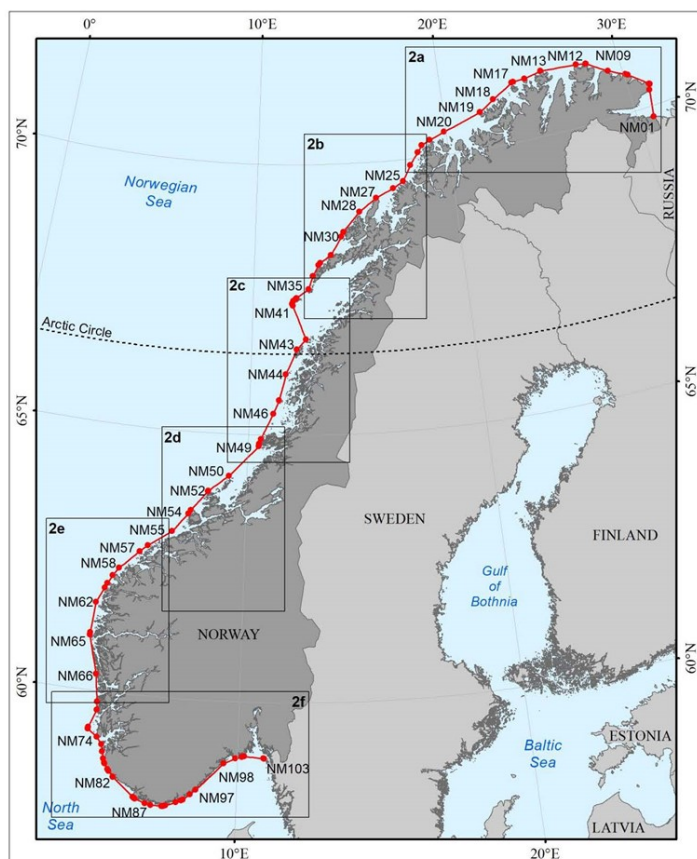 0°
10°
20°
30°
2a
NM12
NM09
NM13
NM17
NM18
NM19
NM20
NM01
70°N
70°N
RUSSIA
2b
NM25
NM27
NM28
NM30
Norwegian
Sea
NM35
2c
NM41
Arctic Circle
NM43
NM44
65°N
65°N
NM46
2d
NM49
NM50
NM52
NM54
NM55
SWEDEN
FINLAND
2e
NM57
NM58
Gulf
of
Bothnia
NM62
NM65
NORWAY
NM66
60°N
60°N
2f
NM74
ESTONIA
Baltic
Sea
NM98
NM103
NM82
NM97
NM87
North
Sea
LATVIA
10°E
20°E